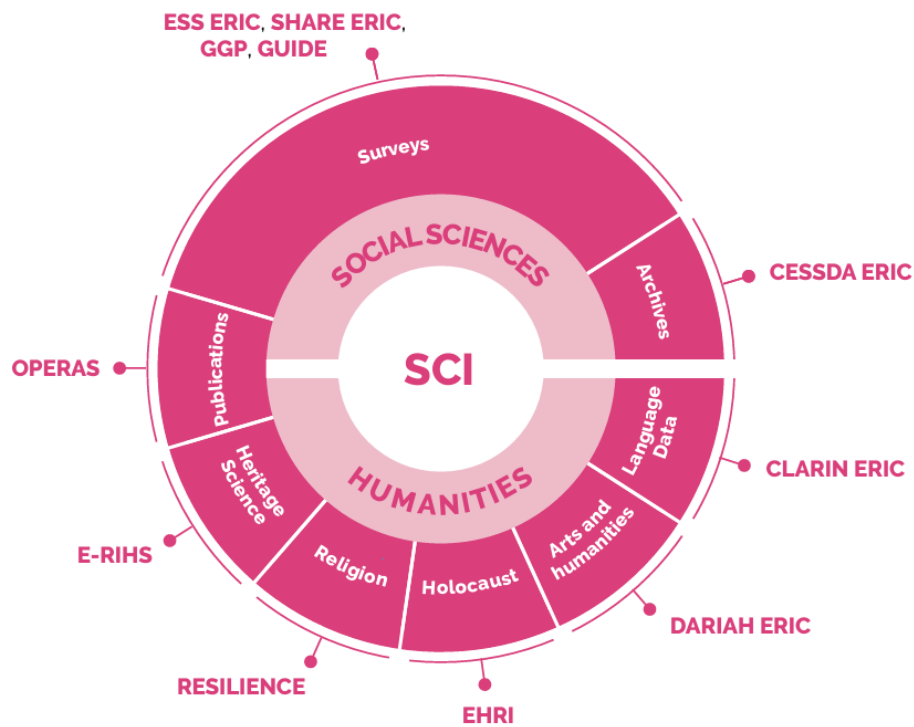 ESS ERIC, SHARE ERIC,
GGP, GUIDE
Surveys
SOCIAL SCIENCES
Archives
CESSDA ERIC
SCI
OPERAS
Publications
Language
Data
CLARIN ERIC
HUMANITIES
Heritage
Science
E-RIHS
Religion
Holocaust
Arts and
humanities
DARIAH ERIC
RESILIENCE
EHRI